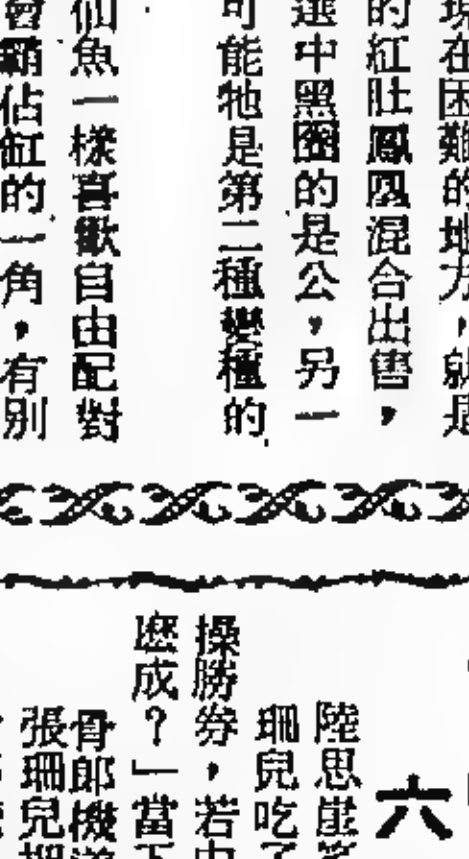 現在困難的地方，就是
的紅肚鳳凰混合出售，
選中黑圈的是公，另一
可能牠是第二種變種的
仙魚一樣喜歡自由配對
會霸佔缸的一角，有別
六
陸思崖答
珊兒吃了
操勝券，若中
麼成？」當下
骨郎機
張珊兒